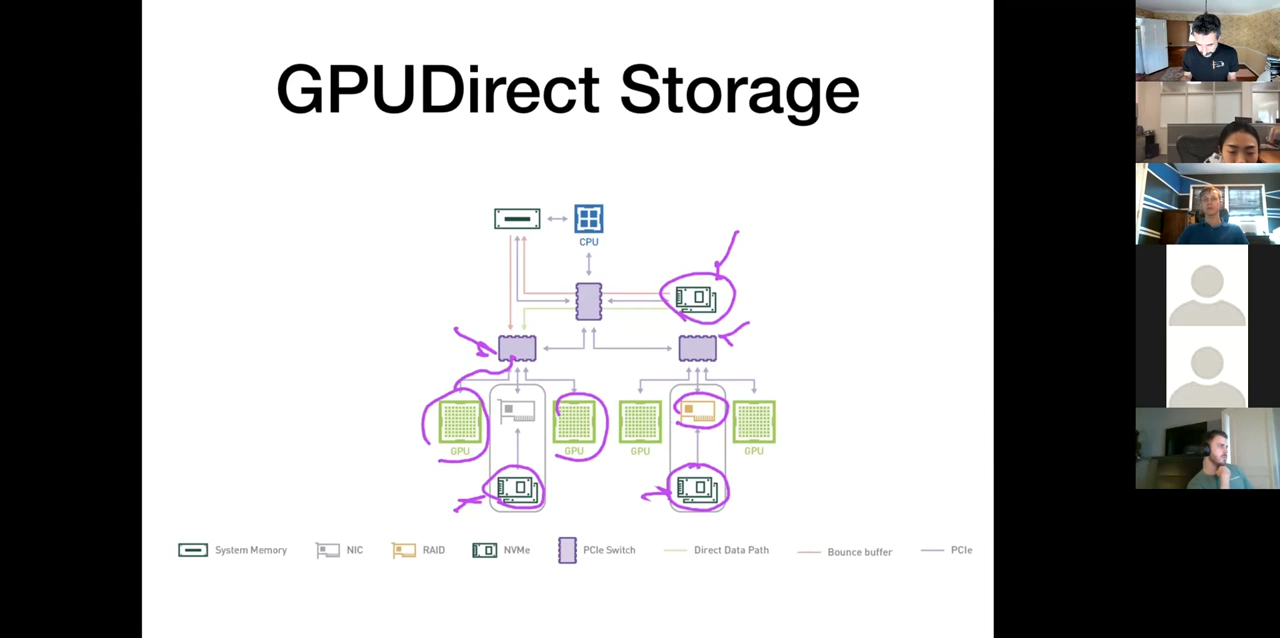 GPUDirect Storage
CPU
GPU
GPU
GPU
GPU
System Memory
NIC
RAID
NVMe
PCIe Switch
Direct Data Path
Bounce buffer
PCIe